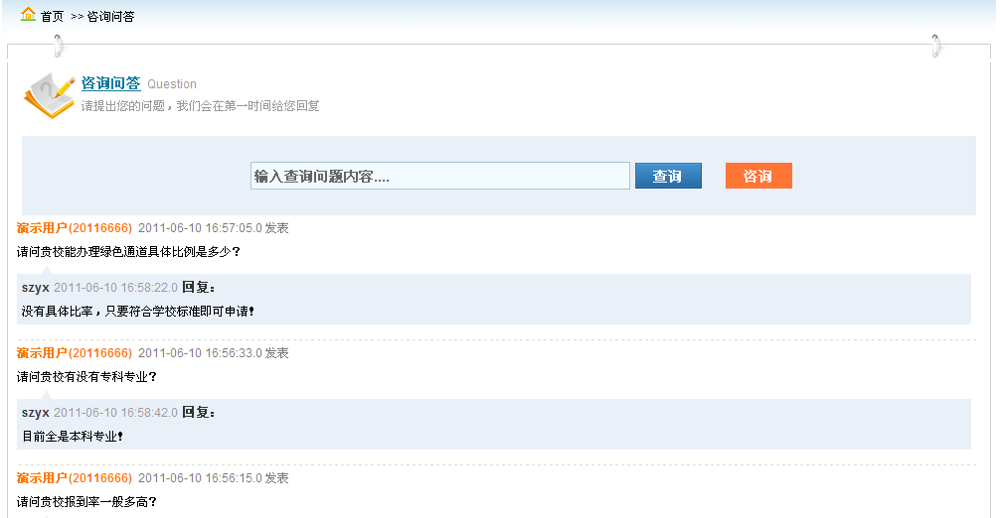 首页 >> 咨询问答
咨询问答 Question
请提出您的问题，我们会在第一时间给您回复
输入查询问题内容.... 查询 咨询
演示用户(20116666) 2011-06-10 16:57:05.0 发表
请问贵校能办理绿色通道具体比例是多少?
szyx 2011-06-10 16:58:22.0 回复:
没有具体比率，只要符合学校标准即可申请!
演示用户(20116666) 2011-06-10 16:56:33.0 发表
请问贵校有没有专科专业?
szyx 2011-06-10 16:58:42.0 回复:
目前全是本科专业!
演示用户(20116666) 2011-06-10 16:56:15.0 发表
请问贵校报到率一般多高?